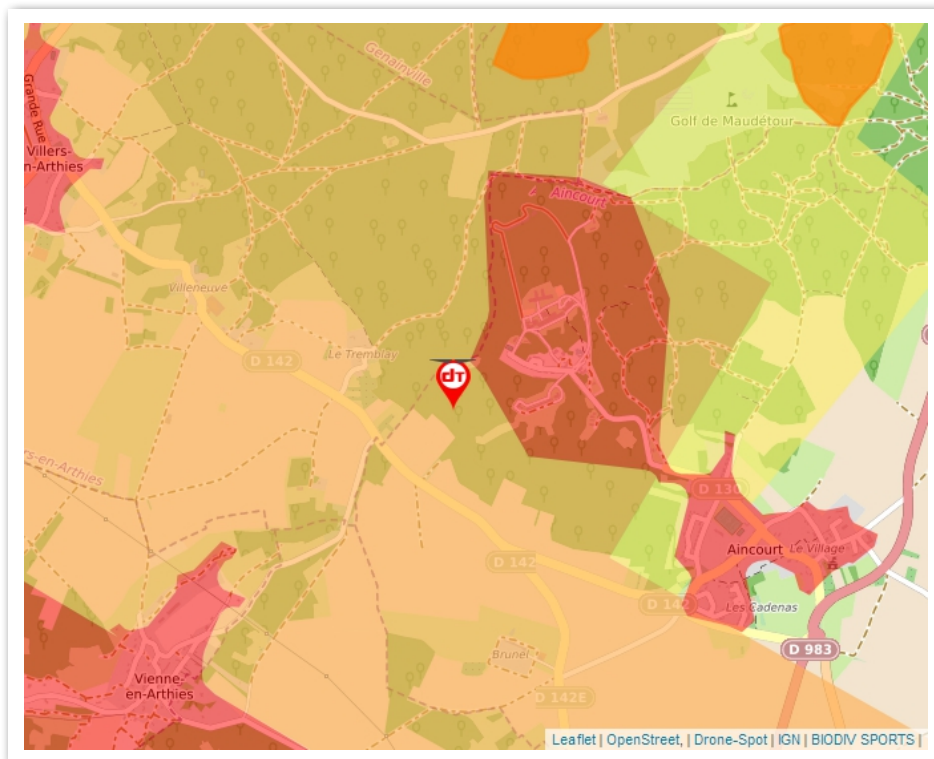 Genainville
Grande Rue
Villers-
n-Arthies
Golf de Maudétour
Aincourt
Villeneuve
D 142
Le Tremblay
dT
rs-en-Arthies
D 130
Aincourt
Le Village
D 142
D 142
Les Cadenas
D 983
Brunel
Vienne-
en-Arthies
D 142E
Leaflet | OpenStreet, | Drone-Spot | IGN | BIODIV SPORTS |